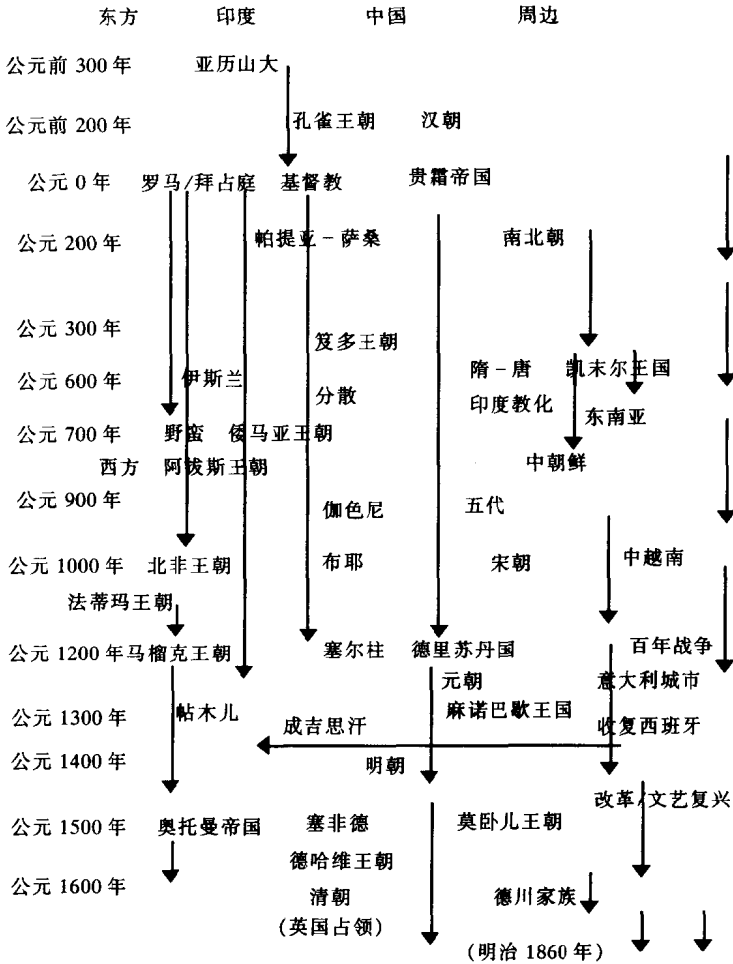 东方 印度 中国 周边
公元前 300 年 亚历山大
公元前 200 年 孔雀王朝 汉朝
公元 0 年 罗马/拜占庭 基督教 贵霜帝国
公元 200 年 帕提亚－萨桑 南北朝
公元 300 年 笈多王朝
隋－唐 凯末尔王国
公元 600 年 伊斯兰 分散 印度教化
东南亚
公元 700 年 野蛮 倭马亚王朝
西方 阿拔斯王朝 中朝鲜
公元 900 年 伽色尼 五代
公元 1000 年 北非王朝 布耶 宋朝 中越南
法蒂玛王朝
公元 1200 年 马榴克王朝 塞尔柱 德里苏丹国 百年战争
元朝 意大利城市
公元 1300 年 帖木儿 成吉思汗 麻诺巴歇王国 收复西班牙
公元 1400 年 明朝
改革/文艺复兴
公元 1500 年 奥托曼帝国 塞非德 莫卧儿王朝
德哈维王朝
公元 1600 年 清朝 德川家族
(英国占领)
(明治 1860 年)